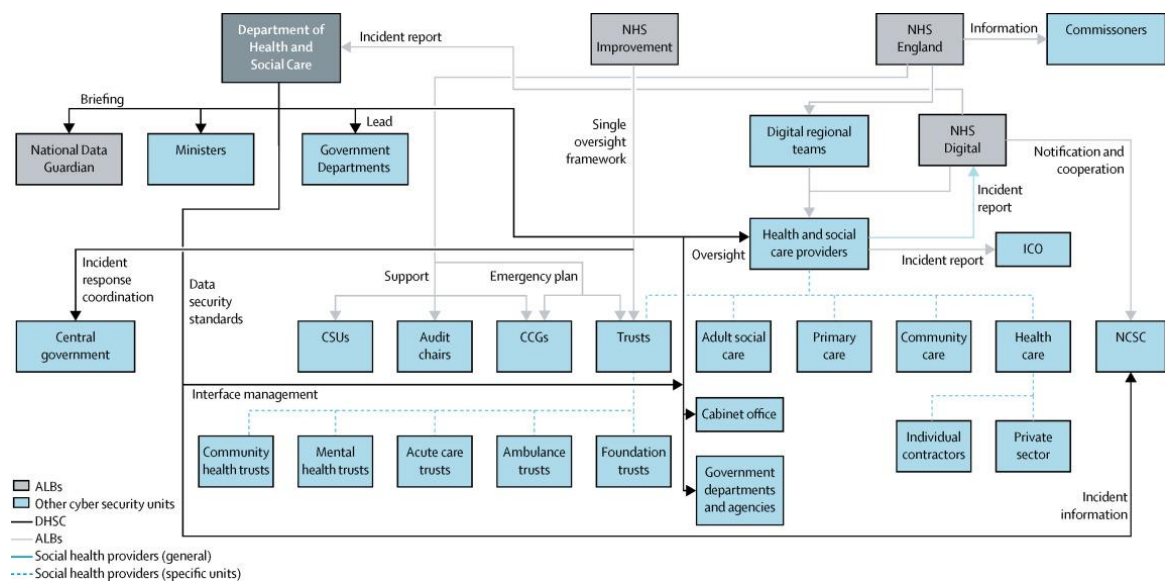 Department of
Health and
Social Care
Incident report
NHS
Improvement
NHS
England
Information
Commissoners
Briefing
Lead
National Data
Guardian
Ministers
Government
Departments
Single
oversight
framework
Digital regional
teams
NHS
Digital
Notification and
cooperation
Incident
report
Health and social
care providers
Oversight
Incident report
ICO
Incident
response
coordination
Data
security
standards
Support
Emergency plan
Central
government
CSUs
Audit
chairs
CCGs
Trusts
Adult social
care
Primary
care
Community
care
Health
care
NCSC
Interface management
Cabinet office
Community
health trusts
Mental
health trusts
Acute care
trusts
Ambulance
trusts
Foundation
trusts
Individual
contractors
Private
sector
Government
departments
and agencies
Incident
information
ALBs
Other cyber security units
DHSC
ALBs
Social health providers (general)
Social health providers (specific units)